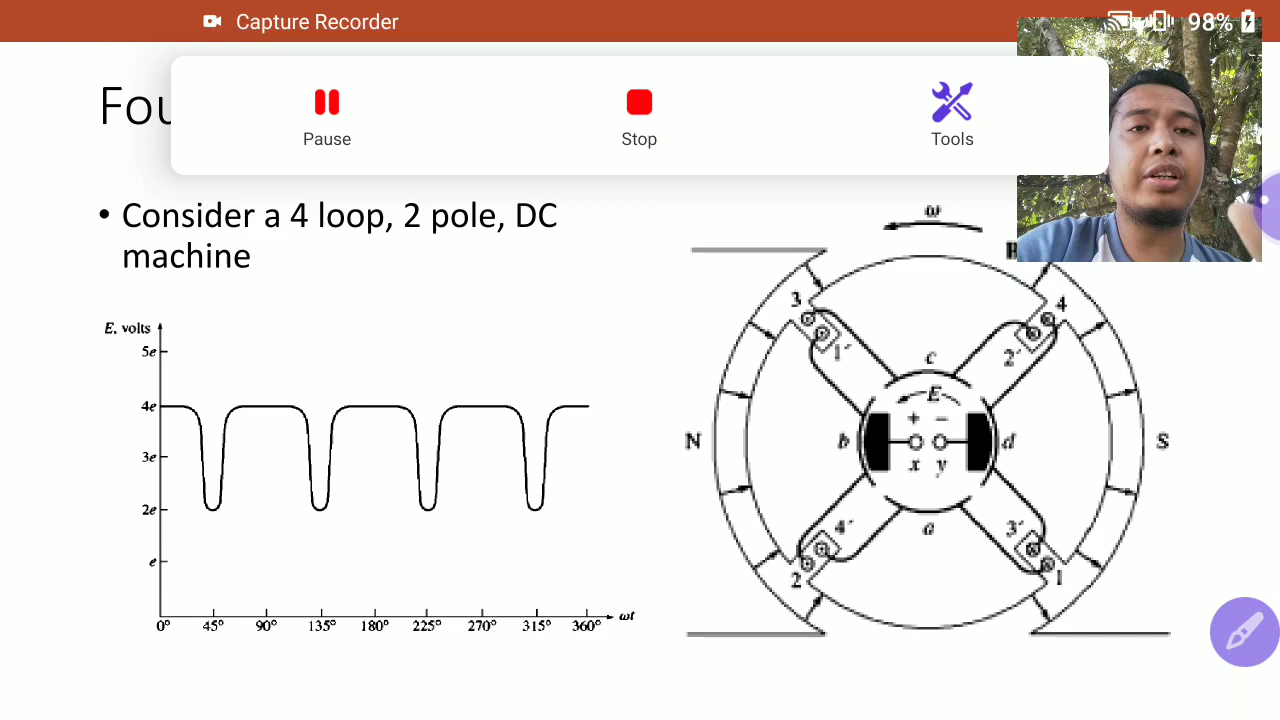 Capture Recorder
98%
Pause
Stop
Tools
• Consider a 4 loop, 2 pole, DC
machine
E, volts
5e
4e
3e
2e
e
0° 45° 90° 135° 180° 225° 270° 315° 360°
ωt
ω
3
4
1´
2´
c
E
+ −
N
b
d
S
x y
4´
a
3´
2
1